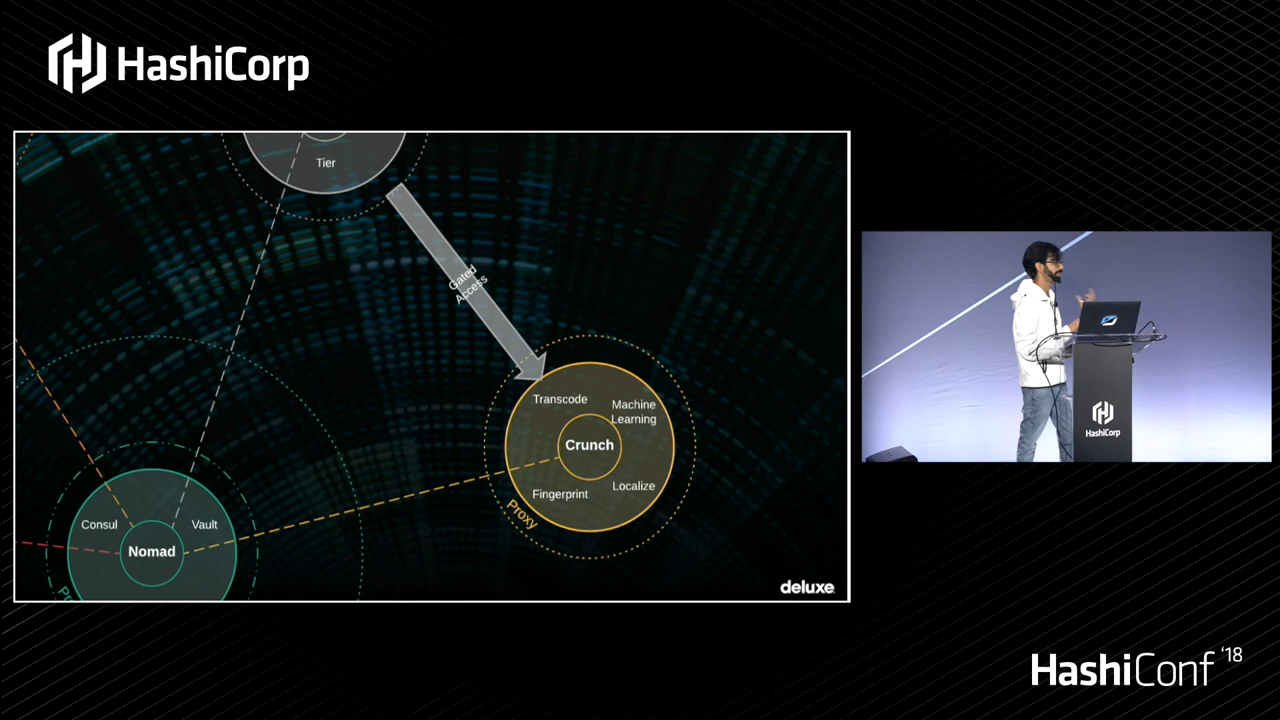 HashiCorp
Tier
Gated
Access
Transcode
Machine
Learning
Crunch
Fingerprint
Localize
Proxy
Consul
Vault
Nomad
deluxe
HashiCorp
HashiConf '18